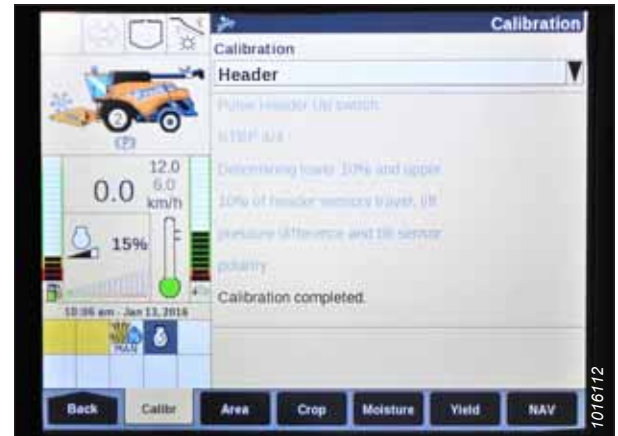 Calibration
Calibration
Header
Pulse Header Up switch.
STEP 4/4
Determining lower 10% and upper
10% of header sensors travel, lift
pressure difference and tilt sensor
polarity
Calibration completed.
2
(P)
12.0
0.0
6.0
km/h
15%
10:06 am - Jan 13, 2016
MAN
Back
Calibr
Area
Crop
Moisture
Yield
NAV
1016112